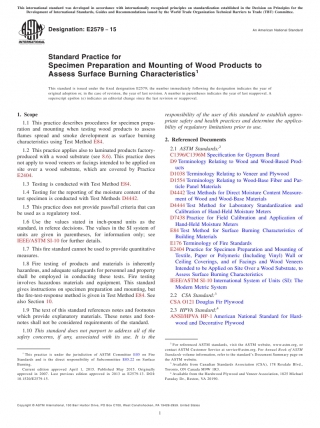 This international standard was developed in accordance with internationally recognized principles on standardization established in the Decision on Principles for the
Development of International Standards, Guides and Recommendations issued by the World Trade Organization Technical Barriers to Trade (TBT) Committee.
Designation: E2579 – 15
An American National Standard
INTERNATIONAL
Standard Practice for
Specimen Preparation and Mounting of Wood Products to
Assess Surface Burning Characteristics1
This standard is issued under the fixed designation E2579; the number immediately following the designation indicates the year of
original adoption or, in the case of revision, the year of last revision. A number in parentheses indicates the year of last reapproval. A
superscript epsilon (ε) indicates an editorial change since the last revision or reapproval.
1. Scope
1.1 This practice describes procedures for specimen prepa-
ration and mounting when testing wood products to assess
flame spread and smoke development as surface burning
characteristics using Test Method E84.
1.2 This practice applies also to laminated products factory-
produced with a wood substrate (see 8.6). This practice does
not apply to wood veneers or facings intended to be applied on
site over a wood substrate, which are covered by Practice
E2404.
1.3 Testing is conducted with Test Method E84.
1.4 Testing for the reporting of the moisture content of the
test specimen is conducted with Test Methods D4442.
1.5 This practice does not provide pass/fail criteria that can
be used as a regulatory tool.
1.6 Use the values stated in inch-pound units as the
standard, in referee decisions. The values in the SI system of
units are given in parentheses, for information only; see
IEEE/ASTM SI-10 for further details.
1.7 This fire standard cannot be used to provide quantitative
measures.
1.8 Fire testing of products and materials is inherently
hazardous, and adequate safeguards for personnel and property
shall be employed in conducting these tests. Fire testing
involves hazardous materials and equipment. This standard
gives instructions on specimen preparation and mounting, but
the fire-test-response method is given in Test Method E84. See
also Section 10.
1.9 The text of this standard references notes and footnotes
which provide explanatory materials. These notes and foot-
notes shall not be considered requirements of the standard.
1.10 This standard does not purport to address all of the
safety concerns, if any, associated with its use. It is the
1 This practice is under the jurisdiction of ASTM Committee E05 on Fire
Standards and is the direct responsibility of Subcommittee E05.22 on Surface
Burning.
Current edition approved April 1, 2015. Published May 2015. Originally
approved in 2007. Last previous edition approved in 2013 as E2579-13. DOI:
10.1520/E2579-15.
responsibility of the user of this standard to establish appro-
priate safety and health practices and determine the applica-
bility of regulatory limitations prior to use.
2. Referenced Documents
2.1 ASTM Standards:2
C1396/C1396M Specification for Gypsum Board
D9 Terminology Relating to Wood and Wood-Based Prod-
ucts
D1038 Terminology Relating to Veneer and Plywood
D1554 Terminology Relating to Wood-Base Fiber and Par-
ticle Panel Materials
D4442 Test Methods for Direct Moisture Content Measure-
ment of Wood and Wood-Base Materials
D4444 Test Method for Laboratory Standardization and
Calibration of Hand-Held Moisture Meters
D7438 Practice for Field Calibration and Application of
Hand-Held Moisture Meters
E84 Test Method for Surface Burning Characteristics of
Building Materials
E176 Terminology of Fire Standards
E2404 Practice for Specimen Preparation and Mounting of
Textile, Paper or Polymeric (Including Vinyl) Wall or
Ceiling Coverings, and of Facings and Wood Veneers
Intended to be Applied on Site Over a Wood Substrate, to
Assess Surface Burning Characteristics
IEEE/ASTM SI-10 International System of Units (SI): The
Modern Metric System
2.2 CSA Standard:3
CSA O121 Douglas Fir Plywood
2.3 HPVA Standard:4
ANSI/HPVA HP-1 American National Standard for Hard-
wood and Decorative Plywood
2 For referenced ASTM standards, visit the ASTM website, www.astm.org, or
contact ASTM Customer Service at service@astm.org. For Annual Book of ASTM
Standards volume information, refer to the standard's Document Summary page on
the ASTM website.
3 Available from Canadian Standards Association (CSA), 178 Rexdale Blvd.,
Toronto, ON Canada M9W 1R3.
4 Available from the Hardwood Plywood and Veneer Association, 1825 Michael
Faraday Dr., Reston, VA 20190.
Copyright © ASTM International, 100 Barr Harbor Drive, PO Box C700, West Conshohocken, PA 19428-2959. United States
1